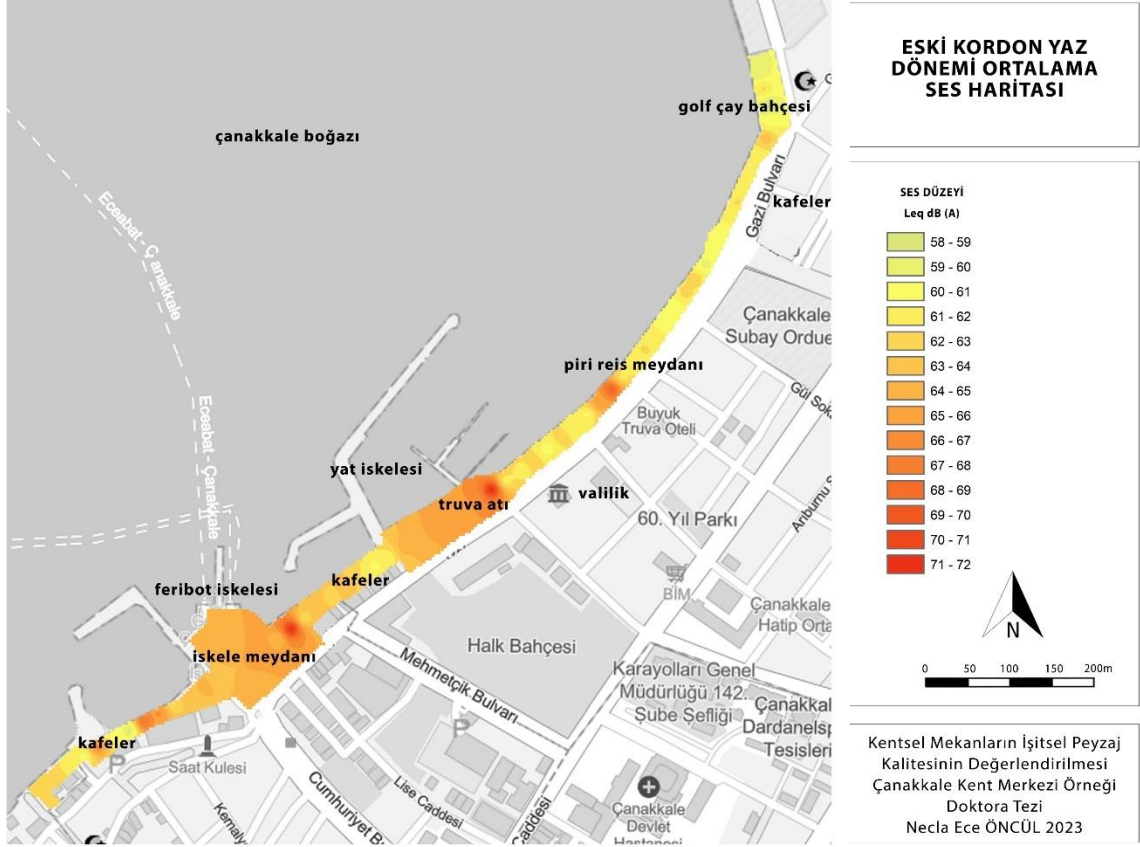 ESKİ KORDON YAZ
DÖNEMİ ORTALAMA
SES HARİTASI
SES DÜZEYİ
Leq dB (A)
58 - 59
59 - 60
60 - 61
61 - 62
62 - 63
63 - 64
64 - 65
65 - 66
66 - 67
67 - 68
68 - 69
69 - 70
70 - 71
71 - 72
N
0 50 100 150 200m
Kentsel Mekanların İşitsel Peyzaj
Kalitesinin Değerlendirilmesi
Çanakkale Kent Merkezi Örneği
Doktora Tezi
Necla Ece ÖNCÜL 2023
golf çay bahçesi
çanakkale boğazı
Gazi Bulvarı
kafeler
Eceabat - Çanakkale
Çanakkale
Subay Ordue
piri reis meydanı
Gül Sok
Buyuk
Truva Oteli
Eceabat - Çanakkale
yat iskelesi
valilik
truva atı
60. Yıl Parkı
Arıburnu S
kafeler
BİM
feribot iskelesi
Çanakkale
Hatip Orta
iskele meydanı
Halk Bahçesi
Mehmetçik Bulvarı
Karayolları Genel
Müdürlüğü 142.
Şube Şefliği
Çanakkal
Dardanelsp
Tesisleri
kafeler
P
P
Saat Kulesi
Cumhuriyet B
Lise Caddesi
Caddesi
Kemaly
Çanakkale
Devlet
Hastanesi